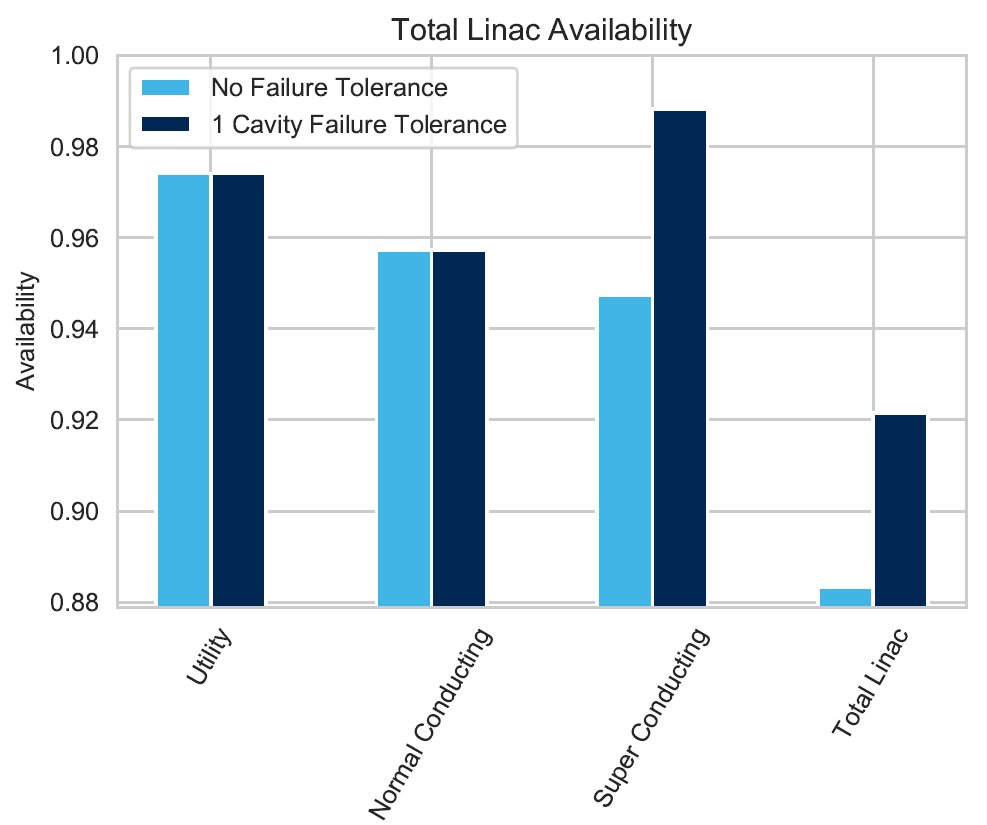 Total Linac Availability
1.00
0.98
0.96
0.94
0.92
0.90
0.88
Availability
No Failure Tolerance
1 Cavity Failure Tolerance
Utility
Normal Conducting
Super Conducting
Total Linac